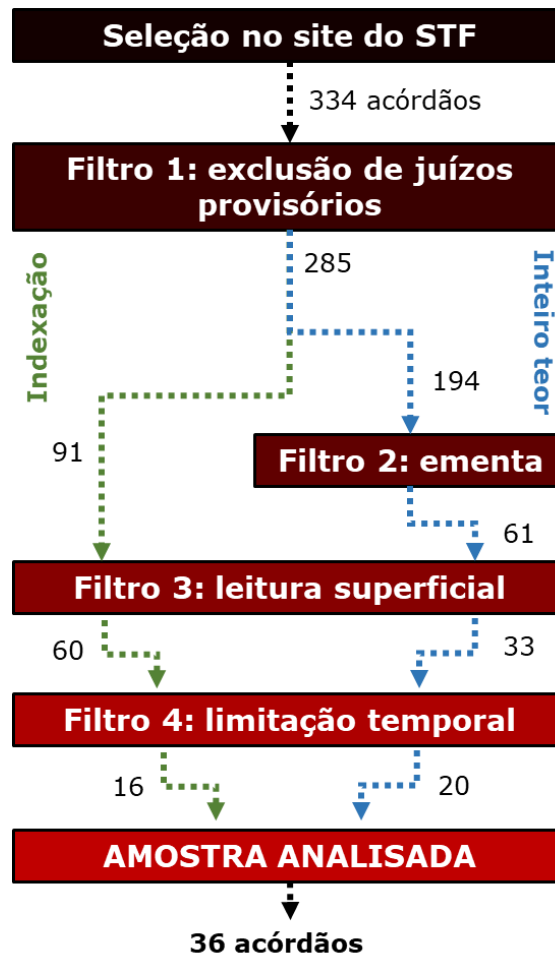 Seleção no site do STF
334 acórdãos
Filtro 1: exclusão de juízos
provisórios
Indexação
285
Inteiro teor
194
91
Filtro 2: ementa
61
Filtro 3: leitura superficial
60
33
Filtro 4: limitação temporal
16
20
AMOSTRA ANALISADA
36 acórdãos